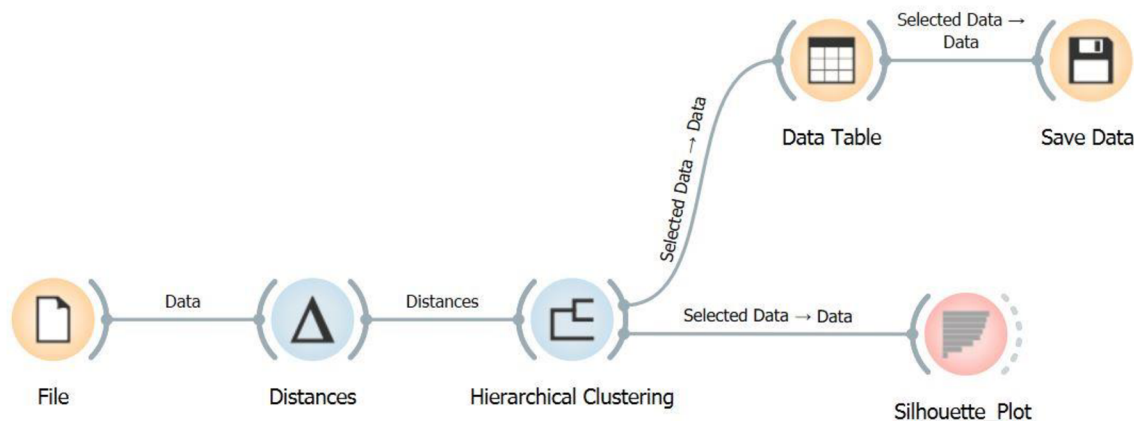 Selected Data →
Data
Data Table
Save Data
Selected Data → Data
Data
Distances
Selected Data → Data
File
Distances
Hierarchical Clustering
Silhouette Plot